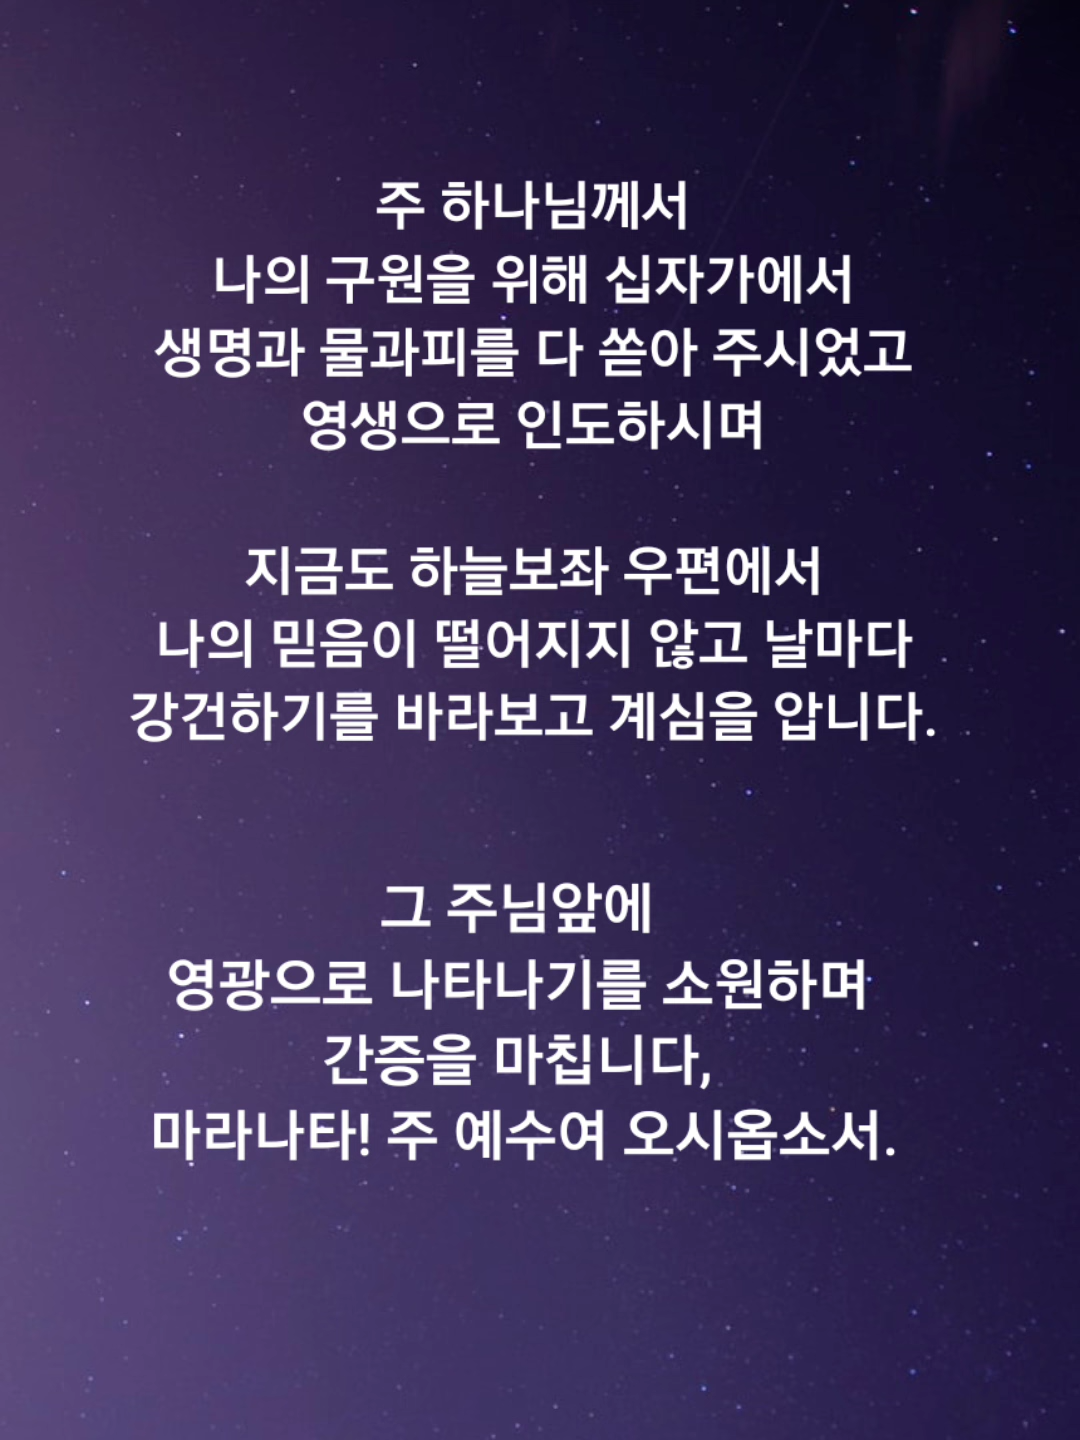 주 하나님께서
나의 구원을 위해 십자가에서
생명과 물과피를 다 쏟아 주시었고
영생으로 인도하시며
지금도 하늘보좌 우편에서
나의 믿음이 떨어지지 않고 날마다
강건하기를 바라보고 계심을 압니다.
그 주님앞에
영광으로 나타나기를 소원하며
간증을 마칩니다,
마라나타! 주 예수여 오시옵소서.